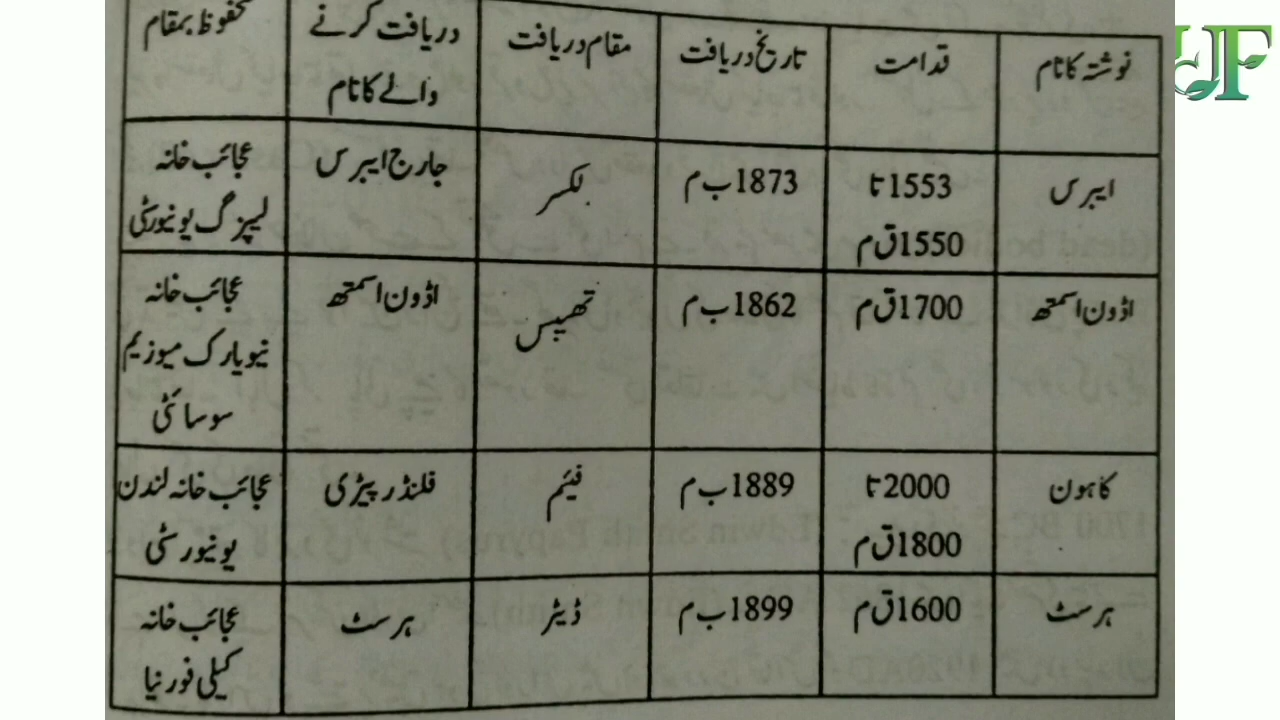 نوشتہ کا نام	قدامت	تاریخ دریافت	مقام دریافت	دریافت کرنے والے کا نام	محفوظ بمقام
ایبرس	1553 تا 1550 ق م	1873 ب م	لکسر	جارج ایبرس	عجائب خانہ لیپزگ یونیورسٹی
اڈون اسمتھ	1700 ق م	1862 ب م	تھیبس	اڈون اسمتھ	عجائب خانہ نیویارک میوزیم سوسائٹی
کاہون	2000 تا 1800 ق م	1889 ب م	فیئم	فلنڈر پیٹری	عجائب خانہ لندن یونیورسٹی
ہرسٹ	1600 ق م	1899 ب م	ڈیئر	ہرسٹ	عجائب خانہ کیلی فورنیا